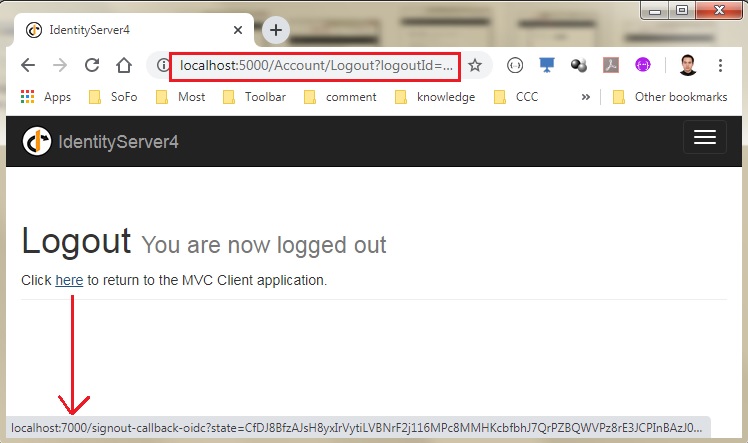 IdentityServer4
localhost:5000/Account/Logout?logoutId=...
Apps SoFo Most Toolbar comment knowledge CCC » Other bookmarks
IdentityServer4
Logout You are now logged out
Click here to return to the MVC Client application.
localhost:7000/signout-callback-oidc?state=CfDJ8BfzAJsH8yxIrVytiLVBNrF2j116MPc8MMHKcbfbhJ7QrPZBQWVPz8rE3JCPInBAzJ0...